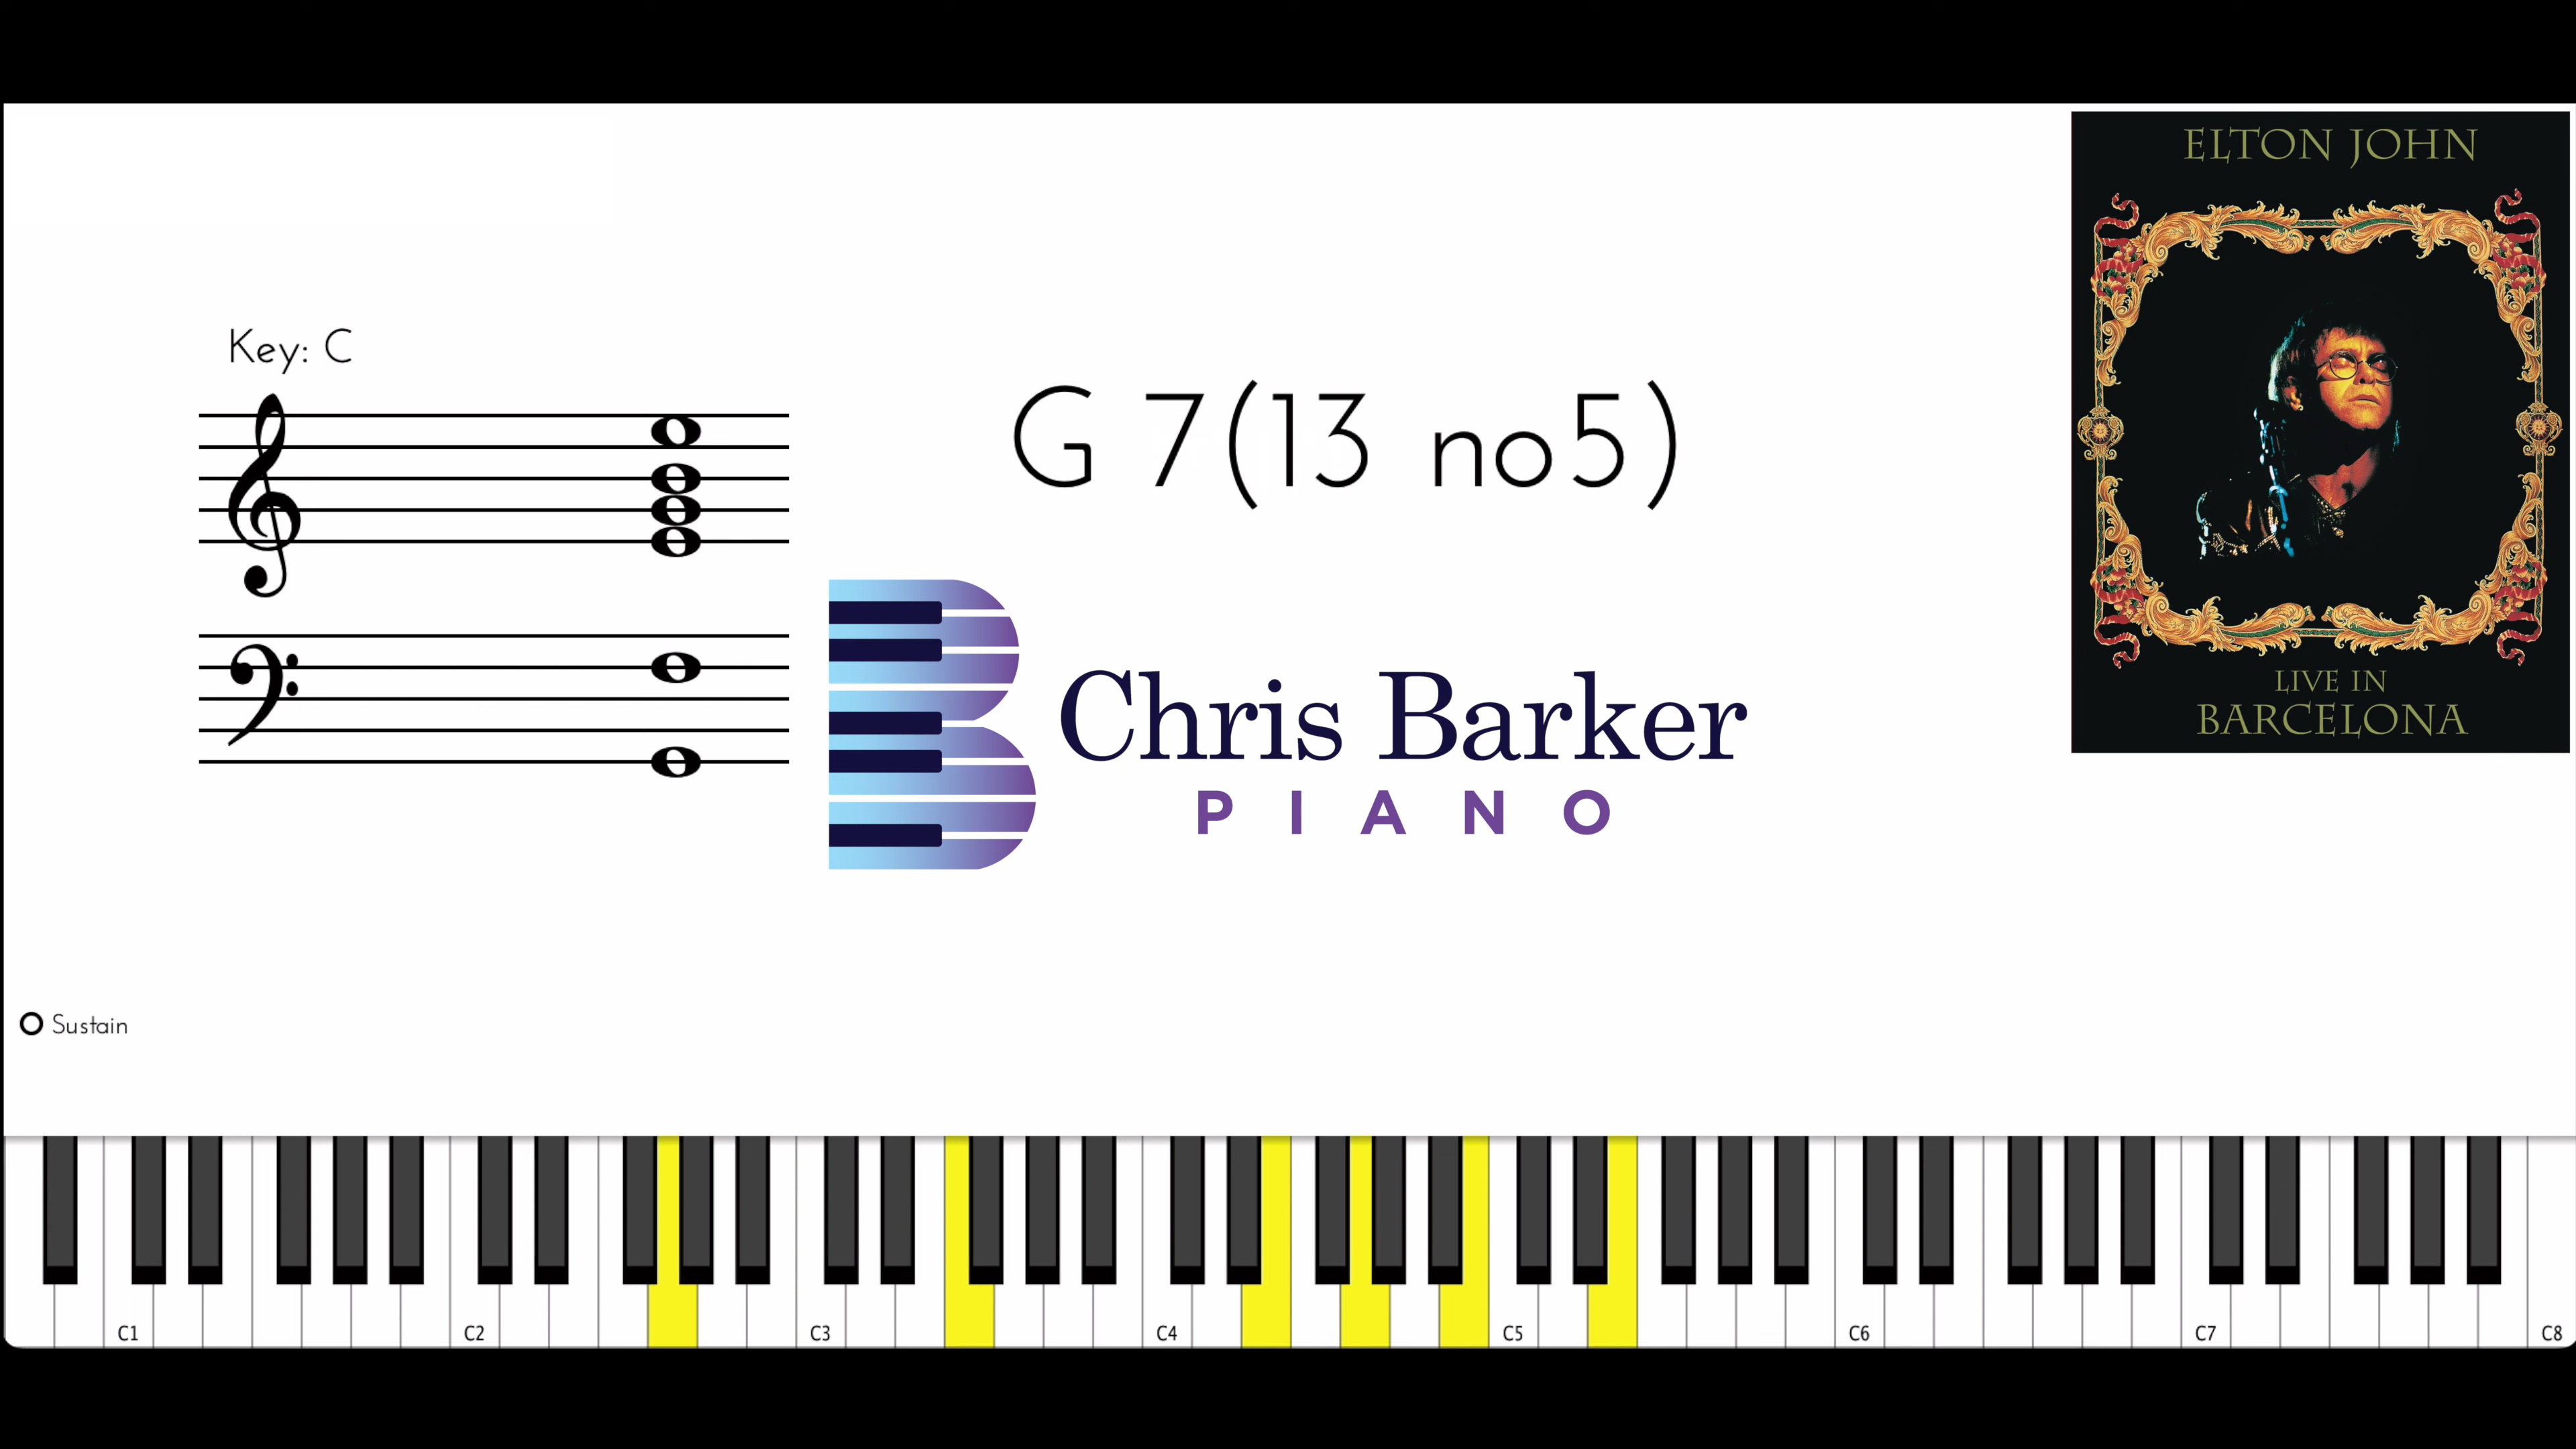 ELTON JOHN
Key: C
G 7(13 no5)
LIVE IN
BARCELONA
Chris Barker
PIANO
Sustain
C1 C2 C3 C4 C5 C6 C7 C8